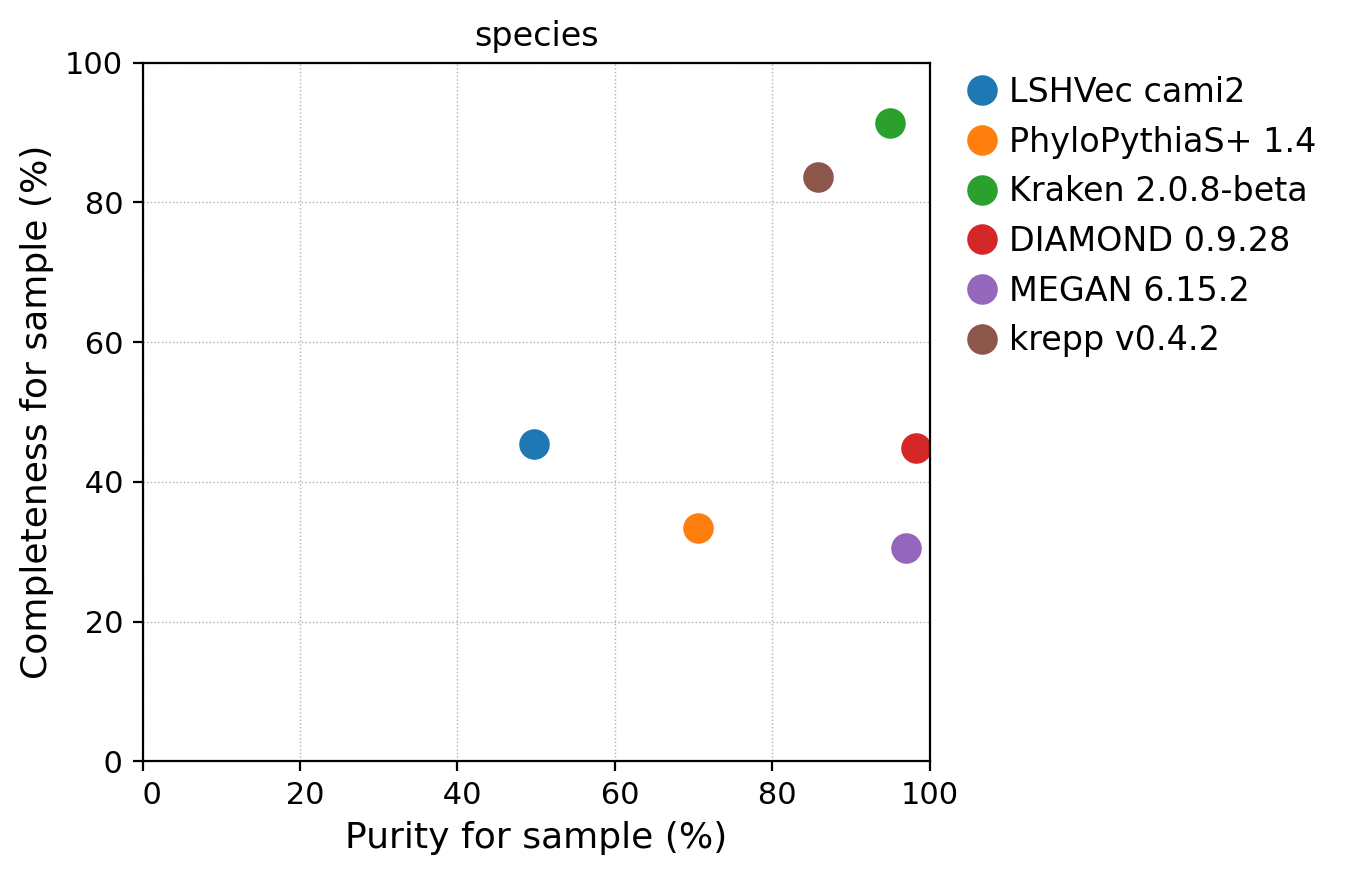 species
100
80
60
40
20
0
Completeness for sample (%)
0 20 40 60 80 100
Purity for sample (%)
LSHVec cami2
PhyloPythiaS+ 1.4
Kraken 2.0.8-beta
DIAMOND 0.9.28
MEGAN 6.15.2
krepp v0.4.2